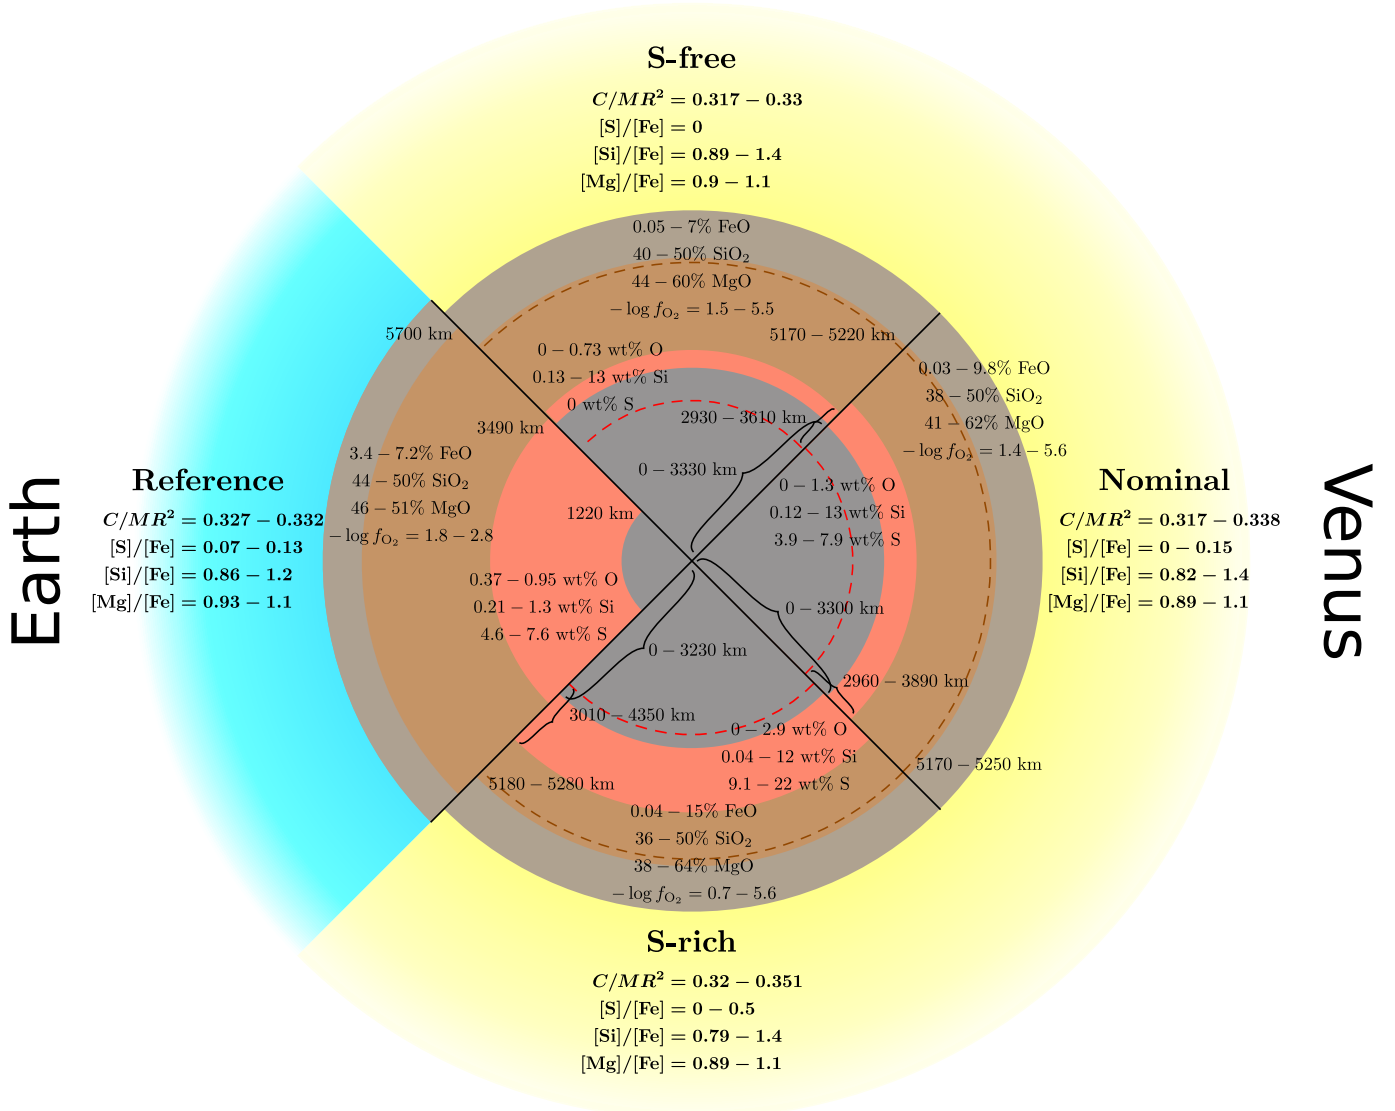 S-free
C/MR² = 0.317 − 0.33
[S]/[Fe] = 0
[Si]/[Fe] = 0.89 − 1.4
[Mg]/[Fe] = 0.9 − 1.1
0.05 − 7% FeO
40 − 50% SiO₂
44 − 60% MgO
− log f_O₂ = 1.5 − 5.5
5170 − 5220 km
0 − 0.73 wt% O
0.13 − 13 wt% Si
0 wt% S
2930 − 3610 km
0 − 3330 km
Earth
Reference
C/MR² = 0.327 − 0.332
[S]/[Fe] = 0.07 − 0.13
[Si]/[Fe] = 0.86 − 1.2
[Mg]/[Fe] = 0.93 − 1.1
5700 km
3490 km
1220 km
3.4 − 7.2% FeO
44 − 50% SiO₂
46 − 51% MgO
− log f_O₂ = 1.8 − 2.8
0.37 − 0.95 wt% O
0.21 − 1.3 wt% Si
4.6 − 7.6 wt% S
0.03 − 9.8% FeO
38 − 50% SiO₂
41 − 62% MgO
− log f_O₂ = 1.4 − 5.6
0 − 1.3 wt% O
0.12 − 13 wt% Si
3.9 − 7.9 wt% S
0 − 3300 km
2960 − 3890 km
5170 − 5250 km
Nominal
C/MR² = 0.317 − 0.338
[S]/[Fe] = 0 − 0.15
[Si]/[Fe] = 0.82 − 1.4
[Mg]/[Fe] = 0.89 − 1.1
Venus
0 − 3230 km
3010 − 4350 km
5180 − 5280 km
0 − 2.9 wt% O
0.04 − 12 wt% Si
9.1 − 22 wt% S
0.04 − 15% FeO
36 − 50% SiO₂
38 − 64% MgO
− log f_O₂ = 0.7 − 5.6
S-rich
C/MR² = 0.32 − 0.351
[S]/[Fe] = 0 − 0.5
[Si]/[Fe] = 0.79 − 1.4
[Mg]/[Fe] = 0.89 − 1.1